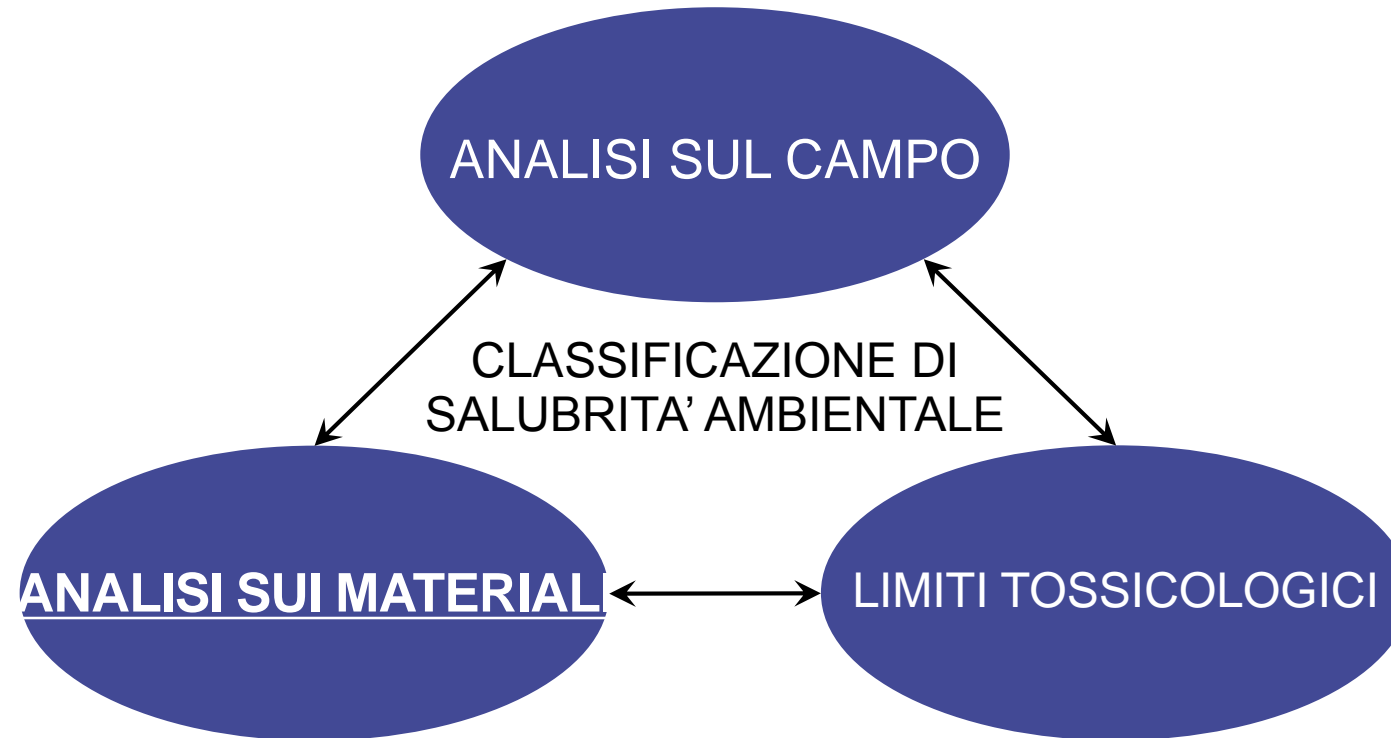 ANALISI SUL CAMPO
CLASSIFICAZIONE DI
SALUBRITA’ AMBIENTALE
ANALISI SUI MATERIALI
LIMITI TOSSICOLOGICI